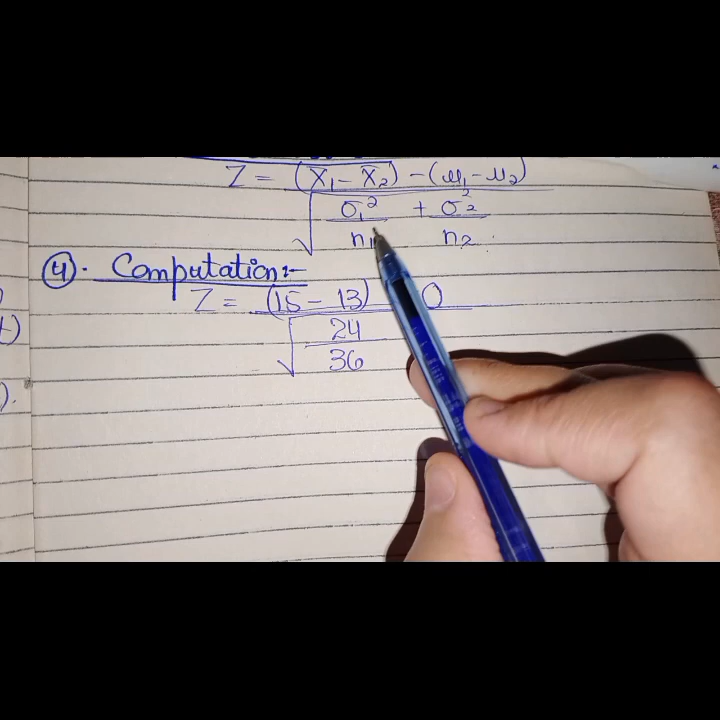 Z = (X̄₁ - X̄₂) - (μ₁ - μ₂)
√ σ₁² + σ₂²
n₁ n₂
④. Computation:-
Z = (15 - 13) 0
√ 24
36